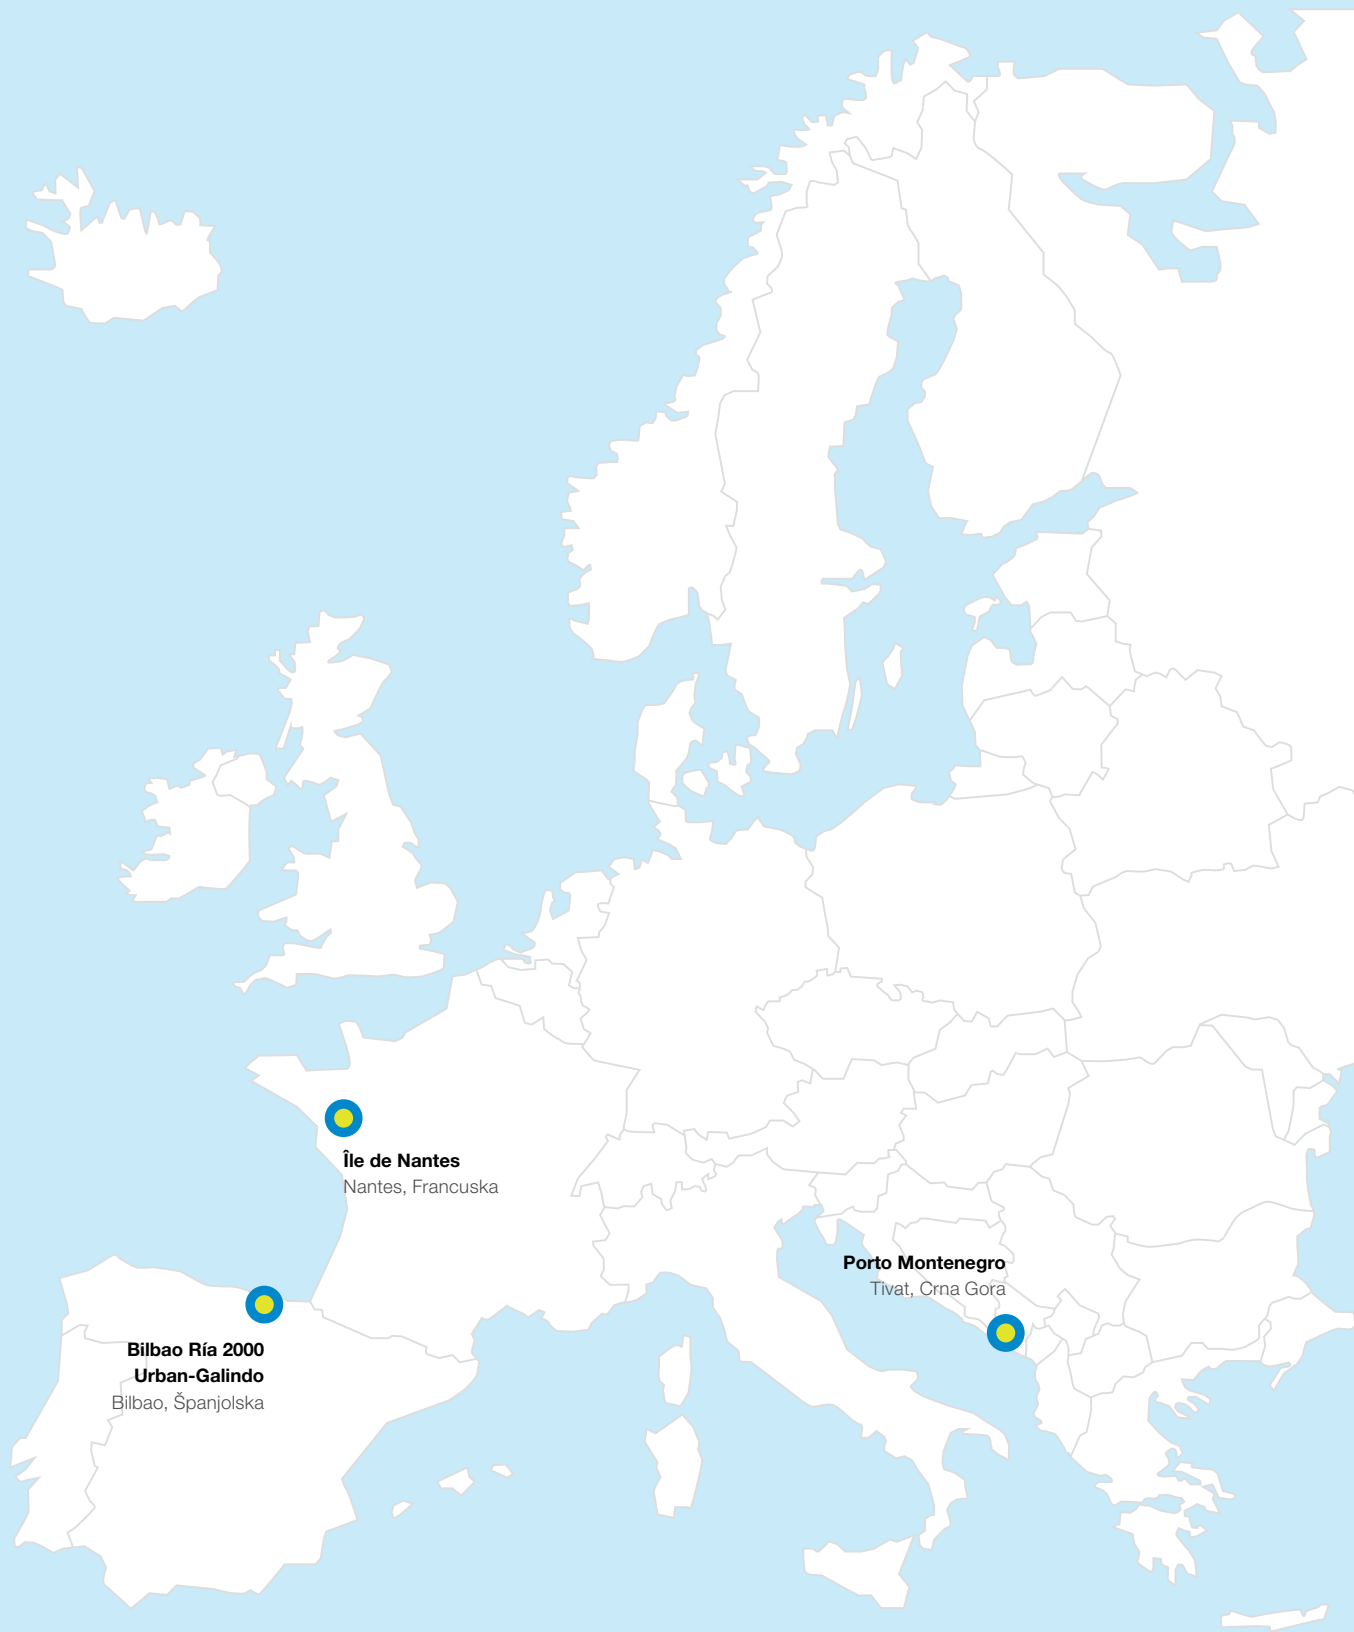 Île de Nantes
Nantes, Francuska
Porto Montenegro
Tivat, Crna Gora
Bilbao Ría 2000
Urban-Galindo
Bilbao, Španjolska